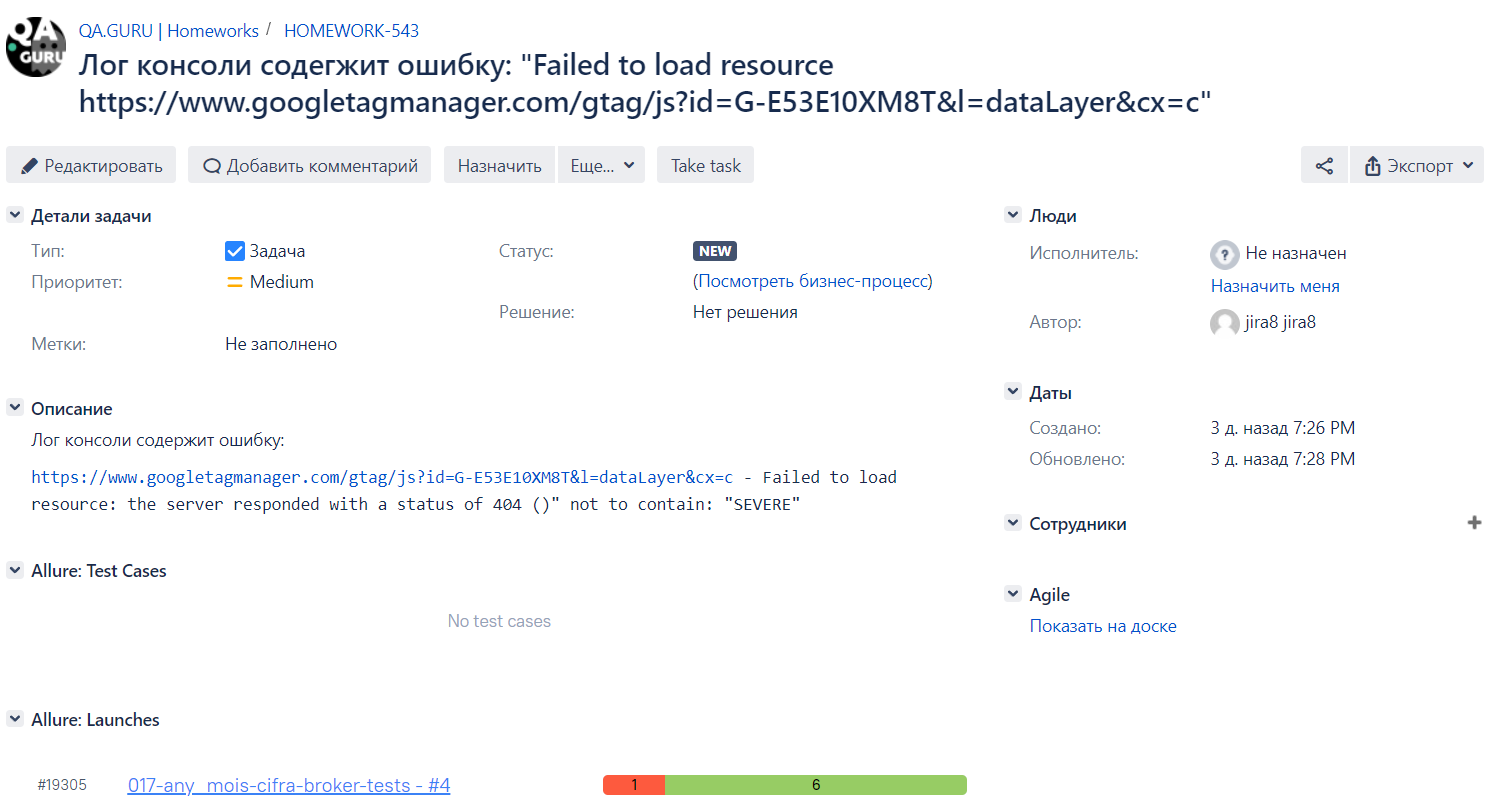 QA
GURU
QA.GURU | Homeworks / HOMEWORK-543
Лог консоли содегжит ошибку: "Failed to load resource
https://www.googletagmanager.com/gtag/js?id=G-E53E10XM8T&l=dataLayer&cx=c"
Редактировать Добавить комментарий Назначить Еще... Take task Экспорт
Детали задачи
Тип: Задача Статус: NEW
Приоритет: Medium (Посмотреть бизнес-процесс)
Решение: Нет решения
Метки: Не заполнено
Описание
Лог консоли содержит ошибку:
https://www.googletagmanager.com/gtag/js?id=G-E53E10XM8T&l=dataLayer&cx=c - Failed to load
resource: the server responded with a status of 404 ()" not to contain: "SEVERE"
Allure: Test Cases
No test cases
Allure: Launches
#19305 017-any_mois-cifra-broker-tests - #4 1 6
Люди
Исполнитель: ? Не назначен
Назначить меня
Автор: jira8 jira8
Даты
Создано: 3 д. назад 7:26 PM
Обновлено: 3 д. назад 7:28 PM
Сотрудники
Agile
Показать на доске